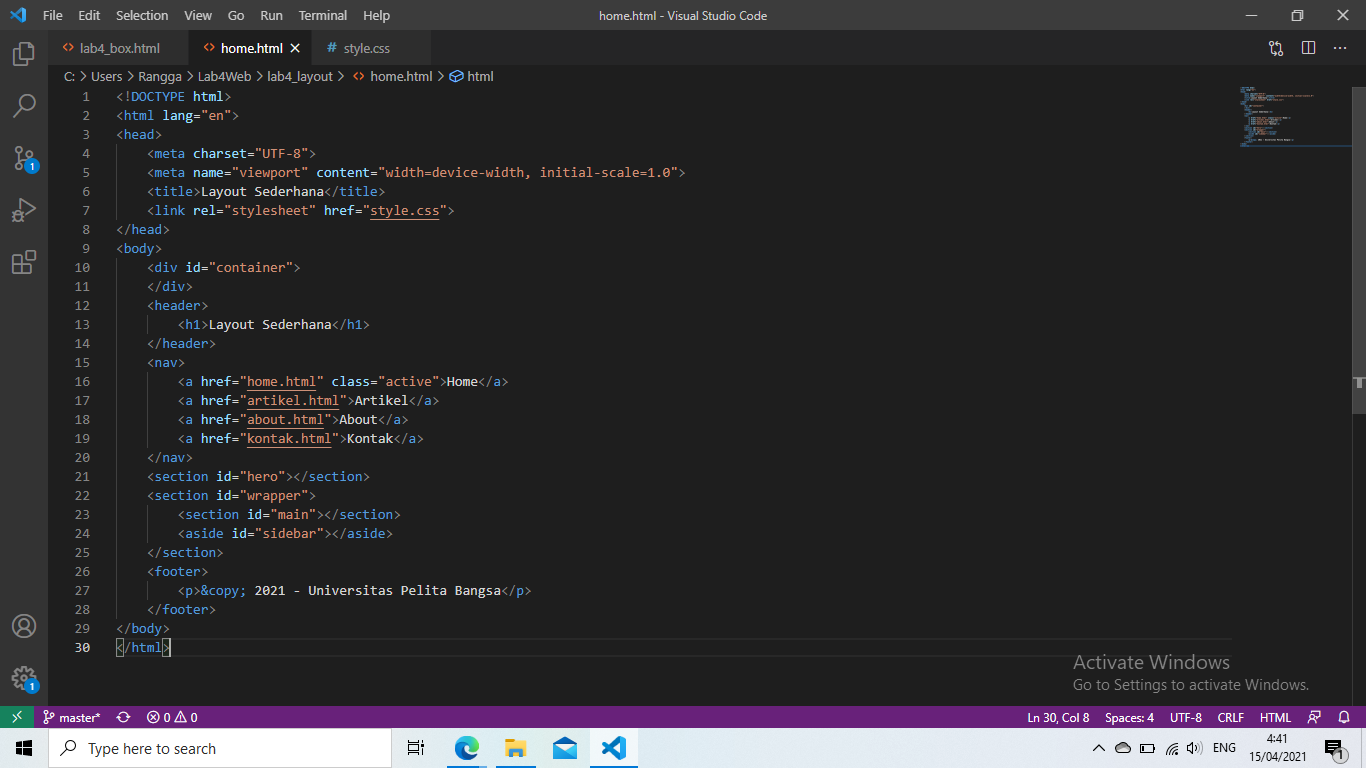 File Edit Selection View Go Run Terminal Help home.html - Visual Studio Code
lab4_box.html home.html style.css
C: > Users > Rangga > Lab4Web > lab4_layout > home.html > html
1 <!DOCTYPE html>
2 <html lang="en">
3 <head>
4 <meta charset="UTF-8">
5 <meta name="viewport" content="width=device-width, initial-scale=1.0">
6 <title>Layout Sederhana</title>
7 <link rel="stylesheet" href="style.css">
8 </head>
9 <body>
10 <div id="container">
11 </div>
12 <header>
13 <h1>Layout Sederhana</h1>
14 </header>
15 <nav>
16 <a href="home.html" class="active">Home</a>
17 <a href="artikel.html">Artikel</a>
18 <a href="about.html">About</a>
19 <a href="kontak.html">Kontak</a>
20 </nav>
21 <section id="hero"></section>
22 <section id="wrapper">
23 <section id="main"></section>
24 <aside id="sidebar"></aside>
25 </section>
26 <footer>
27 <p>&copy; 2021 - Universitas Pelita Bangsa</p>
28 </footer>
29 </body>
30 </html>
1
1
Activate Windows
Go to Settings to activate Windows.
master* 0 0 Ln 30, Col 8 Spaces: 4 UTF-8 CRLF HTML
Type here to search ENG 4:41
15/04/2021 1